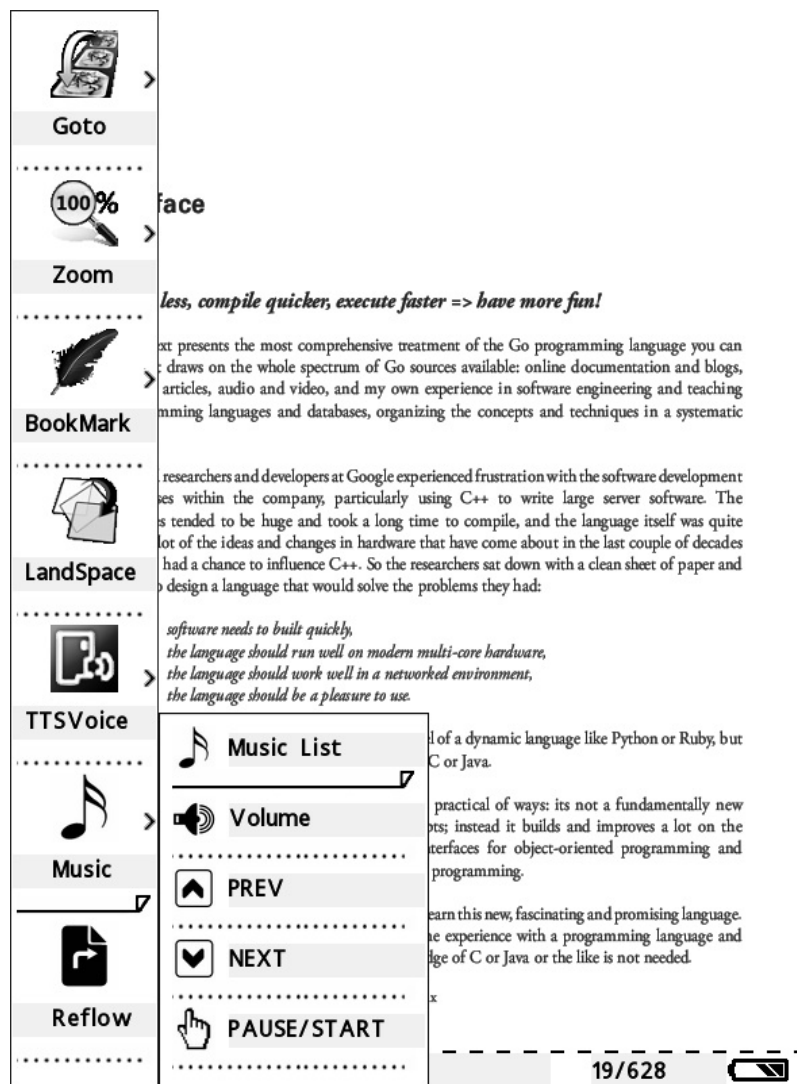 Goto
100%
Zoom
BookMark
LandSpace
TTSVoice
Music
Reflow
face
less, compile quicker, execute faster => have more fun!
ext presents the most comprehensive treatment of the Go programming language you can
draws on the whole spectrum of Go sources available: online documentation and blogs,
articles, audio and video, and my own experience in software engineering and teaching
mming languages and databases, organizing the concepts and techniques in a systematic
researchers and developers at Google experienced frustration with the software development
ses within the company, particularly using C++ to write large server software. The
s tended to be huge and took a long time to compile, and the language itself was quite
lot of the ideas and changes in hardware that have come about in the last couple of decades
had a chance to influence C++. So the researchers sat down with a clean sheet of paper and
o design a language that would solve the problems they had:
software needs to built quickly,
the language should run well on modern multi-core hardware,
the language should work well in a networked environment,
the language should be a pleasure to use.
l of a dynamic language like Python or Ruby, but
C or Java.
practical of ways: its not a fundamentally new
pts; instead it builds and improves a lot on the
terfaces for object-oriented programming and
programming.
earn this new, fascinating and promising language.
ne experience with a programming language and
dge of C or Java or the like is not needed.
x
Music List
Volume
PREV
NEXT
PAUSE/START
19/628